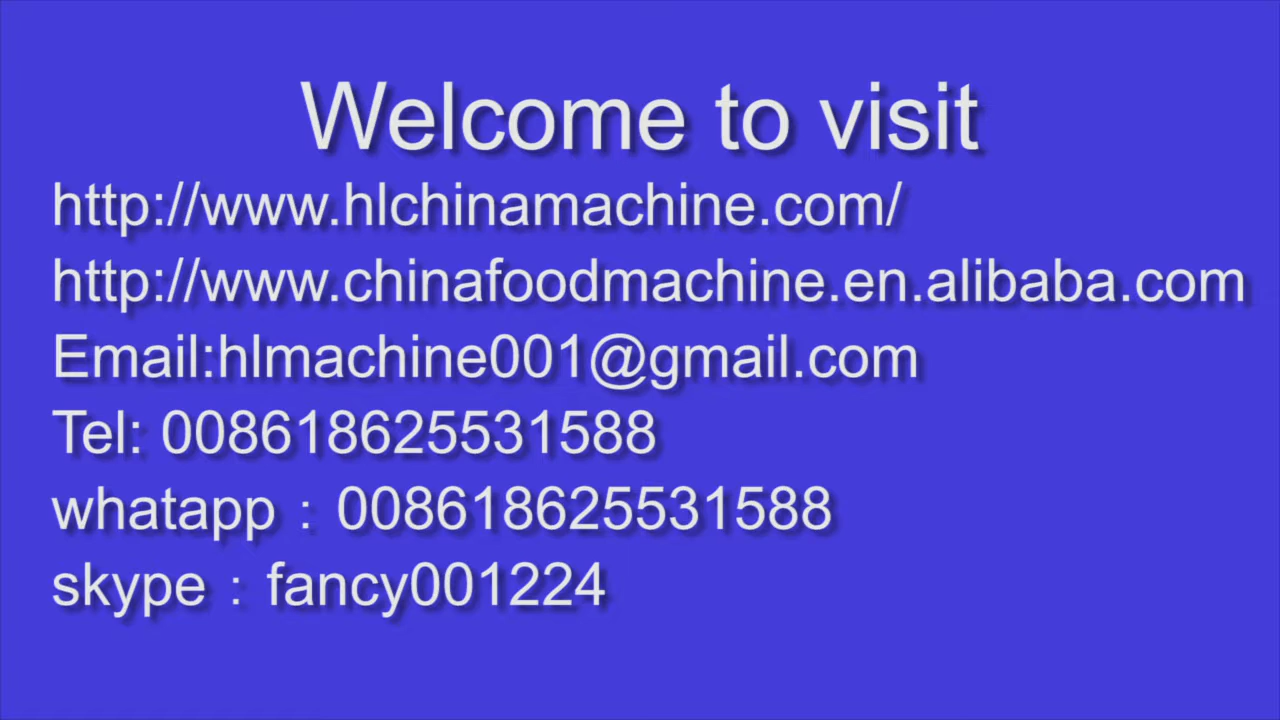 Welcome to visit
http://www.hlchinamachine.com/
http://www.chinafoodmachine.en.alibaba.com
Email:hlmachine001@gmail.com
Tel: 008618625531588
whatapp：008618625531588
skype：fancy001224